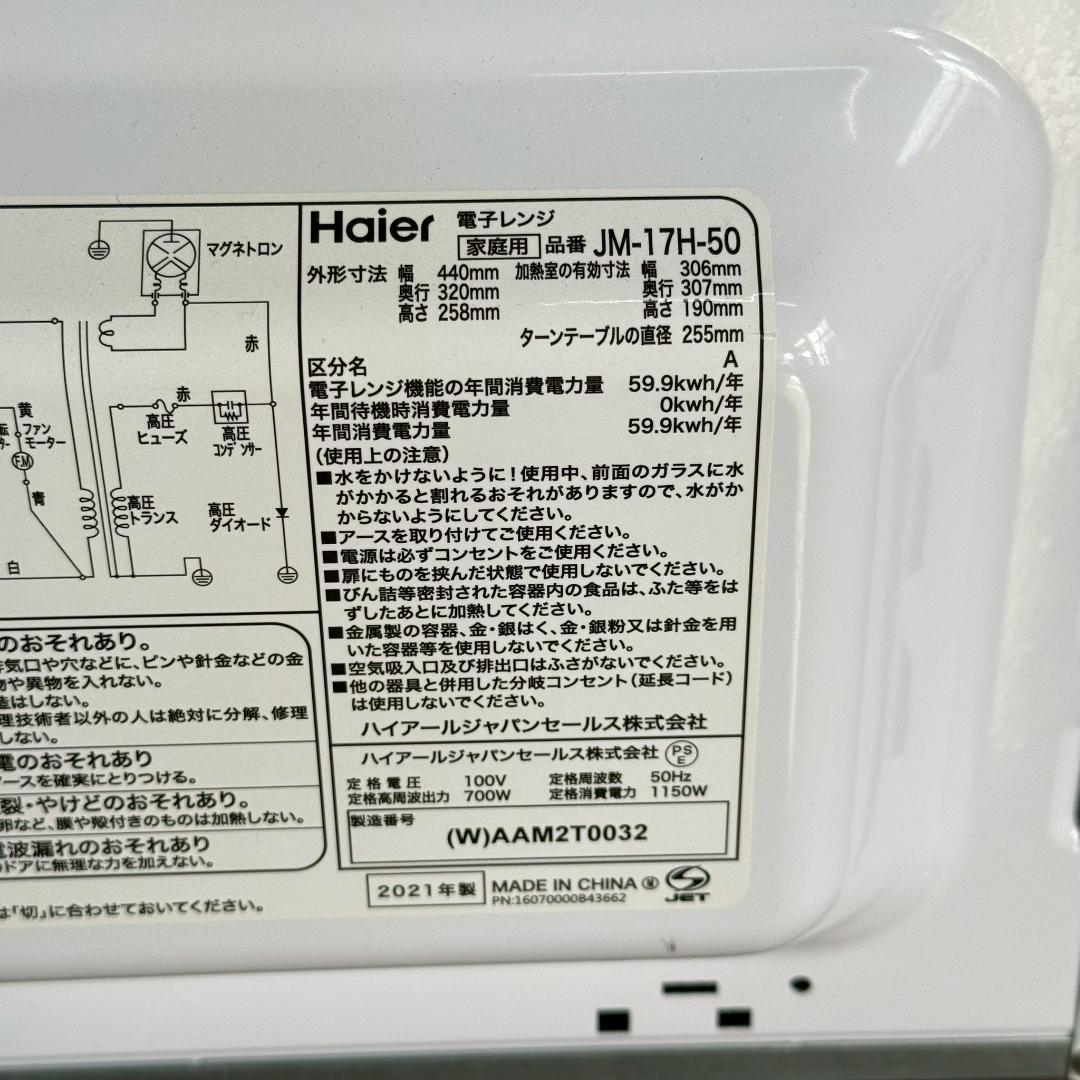 マグネトロン
赤
赤
高圧
ヒューズ
高圧
コンデンサー
黄
ファン
モーター
F.M
青
高圧
トランス
高圧
ダイオード
白
のおそれあり。
気口や穴などに、ピンや針金などの金
物や異物を入れない。
造はしない。
理技術者以外の人は絶対に分解、修理
しない。
電のおそれあり
アースを確実にとりつける。
裂・やけどのおそれあり。
卵など、膜や殻付きのものは加熱しない。
電波漏れのおそれあり
ドアに無理な力を加えない。
は「切」に合わせておいてください。
Haier 電子レンジ
家庭用 品番 JM-17H-50
外形寸法 幅 440mm 加熱室の有効寸法 幅 306mm
奥行 320mm 奥行 307mm
高さ 258mm 高さ 190mm
ターンテーブルの直径 255mm
区分名 A
電子レンジ機能の年間消費電力量 59.9kwh/年
年間待機時消費電力量 0kwh/年
年間消費電力量 59.9kwh/年
(使用上の注意)
■水をかけないように!使用中、前面のガラスに水
がかかると割れるおそれがありますので、水がか
からないようにしてください。
■アースを取り付けてご使用ください。
■電源は必ずコンセントをご使用ください。
■扉にものを挟んだ状態で使用しないでください。
■びん詰等密封された容器内の食品は、ふた等をは
ずしたあとに加熱してください。
■金属製の容器、金・銀はく、金・銀粉又は針金を用
いた容器等を使用しないでください。
■空気吸入口及び排出口はふさがないでください。
■他の器具と併用した分岐コンセント(延長コード)
は使用しないでください。
ハイアールジャパンセールス株式会社
ハイアールジャパンセールス株式会社 PSE
定格電圧 100V 定格周波数 50Hz
定格高周波出力 700W 定格消費電力 1150W
製造番号
(W)AAM2T0032
2021年製 MADE IN CHINA JET
PN:16070000B43662